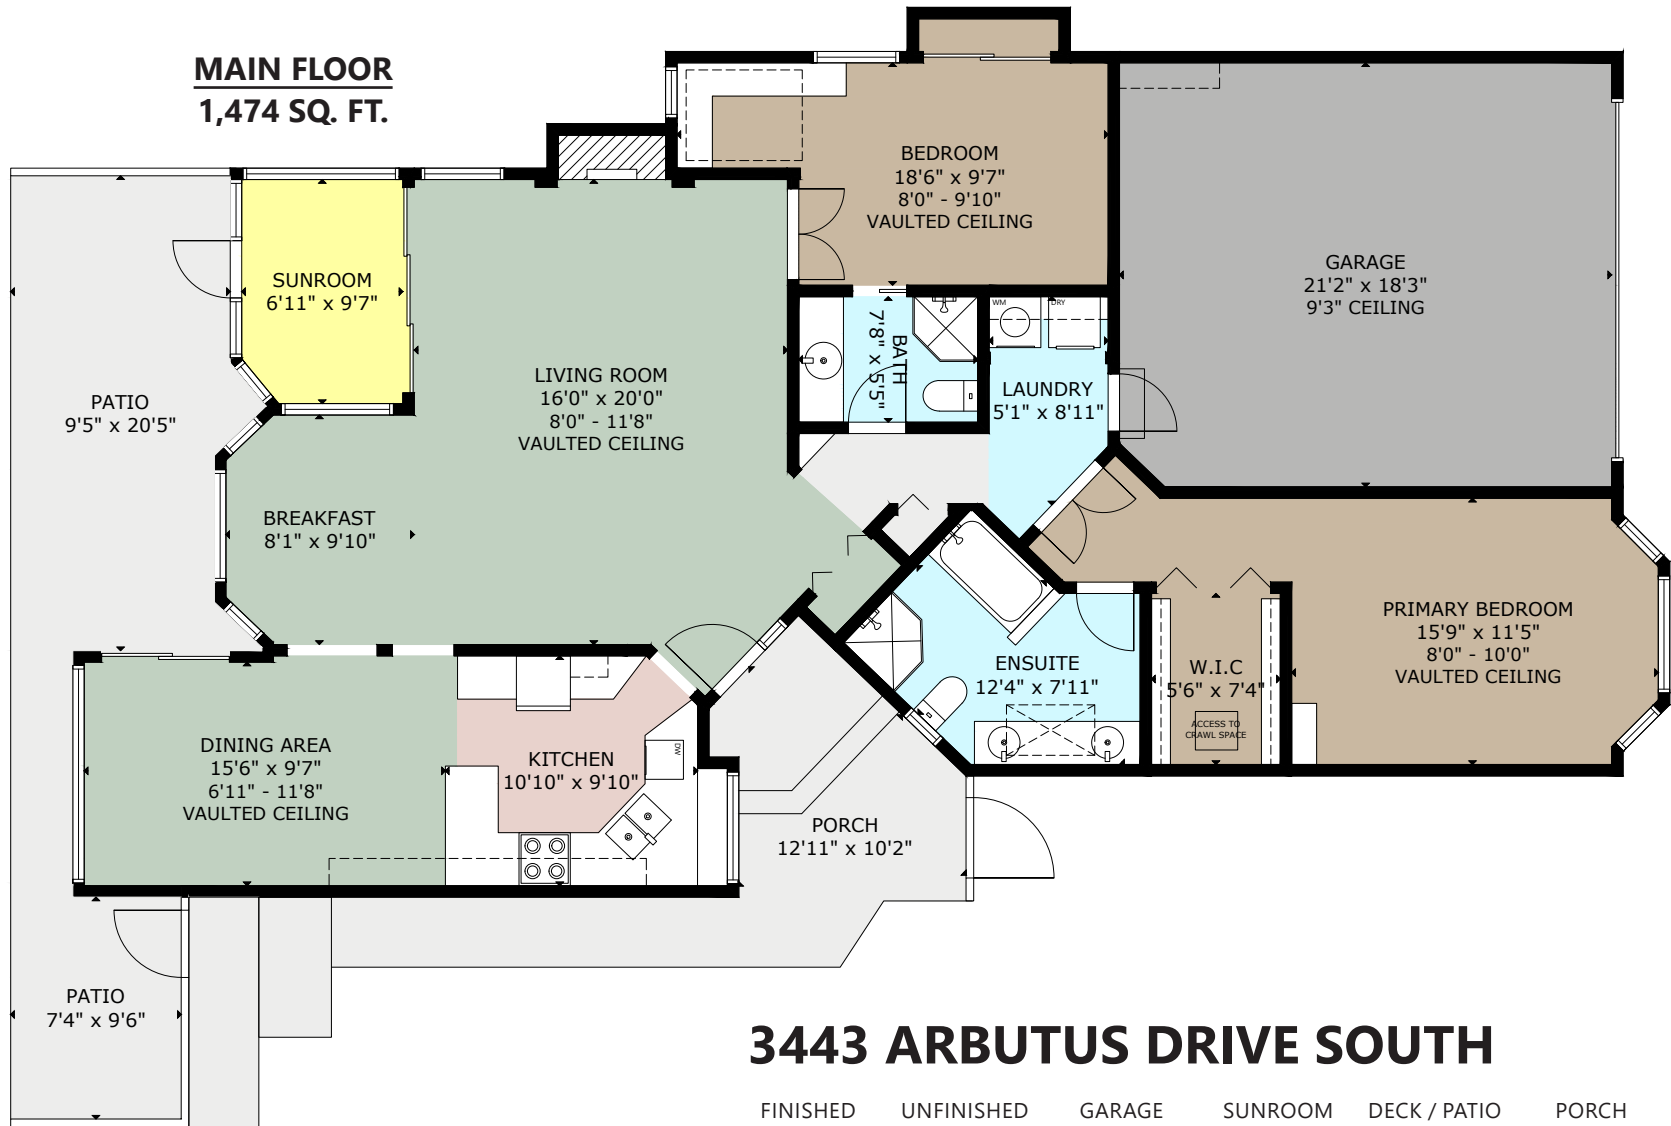 MAIN FLOOR
1,474 SQ. FT.
BEDROOM
18'6" x 9'7"
8'0" - 9'10"
VAULTED CEILING
GARAGE
21'2" x 18'3"
9'3" CEILING
SUNROOM
6'11" x 9'7"
WM
DRY
BATH
7'8" x 5'5"
LAUNDRY
5'1" x 8'11"
LIVING ROOM
16'0" x 20'0"
8'0" - 11'8"
VAULTED CEILING
PATIO
9'5" x 20'5"
BREAKFAST
8'1" x 9'10"
PRIMARY BEDROOM
15'9" x 11'5"
8'0" - 10'0"
VAULTED CEILING
ENSUITE
12'4" x 7'11"
W.I.C
5'6" x 7'4"
ACCESS TO
CRAWL SPACE
DINING AREA
15'6" x 9'7"
6'11" - 11'8"
VAULTED CEILING
KITCHEN
10'10" x 9'10"
DW
PORCH
12'11" x 10'2"
PATIO
7'4" x 9'6"
3443 ARBUTUS DRIVE SOUTH
FINISHED UNFINISHED GARAGE SUNROOM DECK / PATIO PORCH